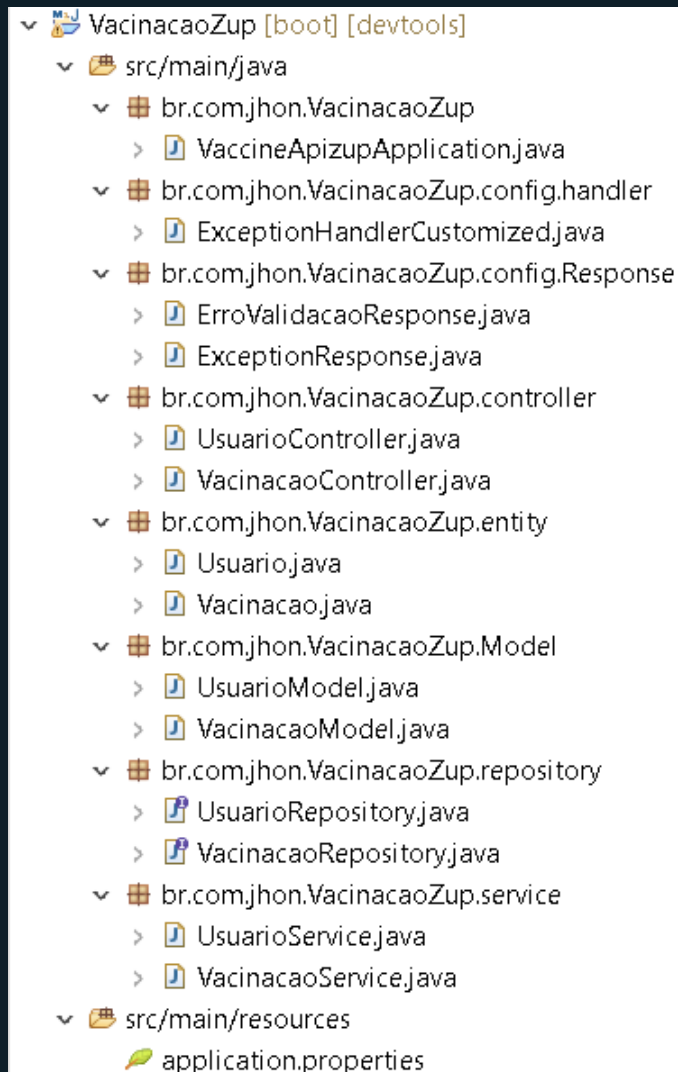 VacinacaoZup [boot] [devtools]
src/main/java
br.com.jhon.VacinacaoZup
VaccineApizupApplication.java
br.com.jhon.VacinacaoZup.config.handler
ExceptionHandlerCustomized.java
br.com.jhon.VacinacaoZup.config.Response
ErroValidacaoResponse.java
ExceptionResponse.java
br.com.jhon.VacinacaoZup.controller
UsuarioController.java
VacinacaoController.java
br.com.jhon.VacinacaoZup.entity
Usuario.java
Vacinacao.java
br.com.jhon.VacinacaoZup.Model
UsuarioModel.java
VacinacaoModel.java
br.com.jhon.VacinacaoZup.repository
UsuarioRepository.java
VacinacaoRepository.java
br.com.jhon.VacinacaoZup.service
UsuarioService.java
VacinacaoService.java
src/main/resources
application.properties